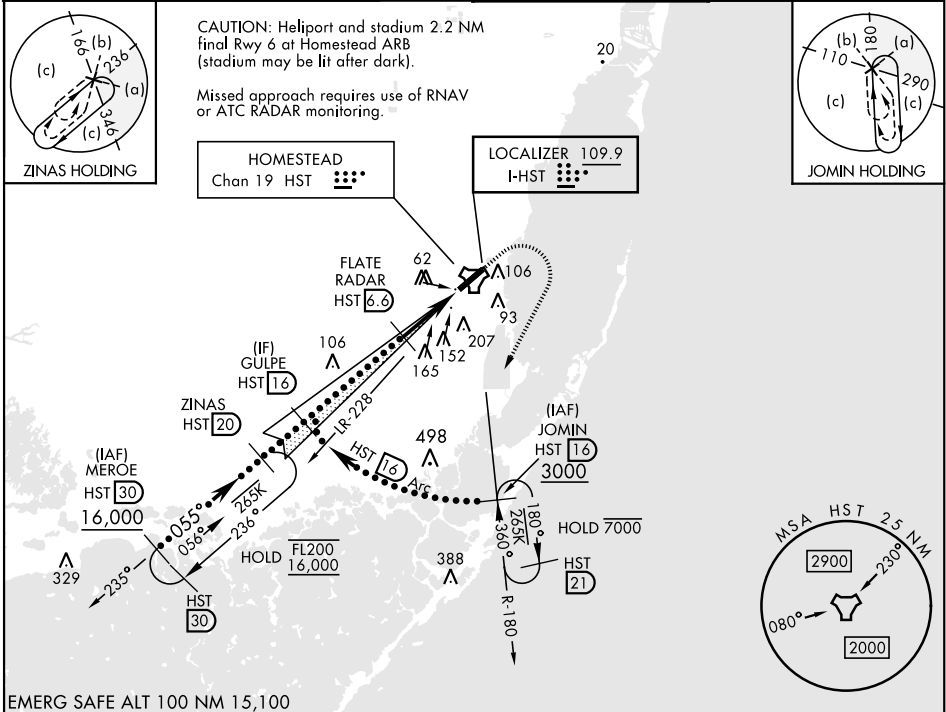 166
236
346
(b)
(c)
(a)
(c)
ZINAS HOLDING
CAUTION: Heliport and stadium 2.2 NM
final Rwy 6 at Homestead ARB
(stadium may be lit after dark).
Missed approach requires use of RNAV
or ATC RADAR monitoring.
20
180
110
290
(b)
(a)
(c)
(c)
JOMIN HOLDING
HOMESTEAD
Chan 19 HST
LOCALIZER 109.9
I-HST
FLATE
RADAR
HST 6.6
62
106
93
207
152
165
106
(IF)
GULPE
HST 16
ZINAS
HST 20
LR-228
(IAF)
MEROE
HST 30
16,000
055°
056°
265K
236°
235°
329
HST
30
HOLD FL200
16,000
HST 16 Arc
498
388
(IAF)
JOMIN
HST 16
3000
265K
180°
360°
HOLD 7000
HST
21
R-180
MSA HST 25 NM
2900
230°
080°
2000
EMERG SAFE ALT 100 NM 15,100